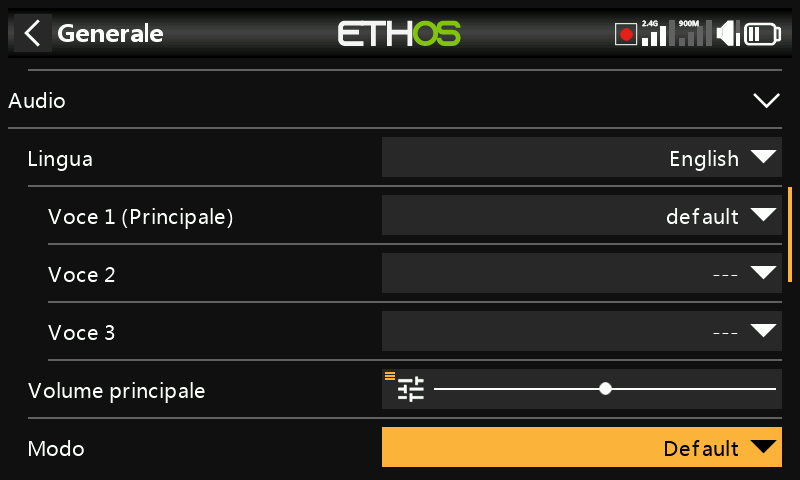 Generale
ETHOS
2.4G
900M
Audio
Lingua
English
Voce 1 (Principale)
default
Voce 2
---
Voce 3
---
Volume principale
Modo
Default